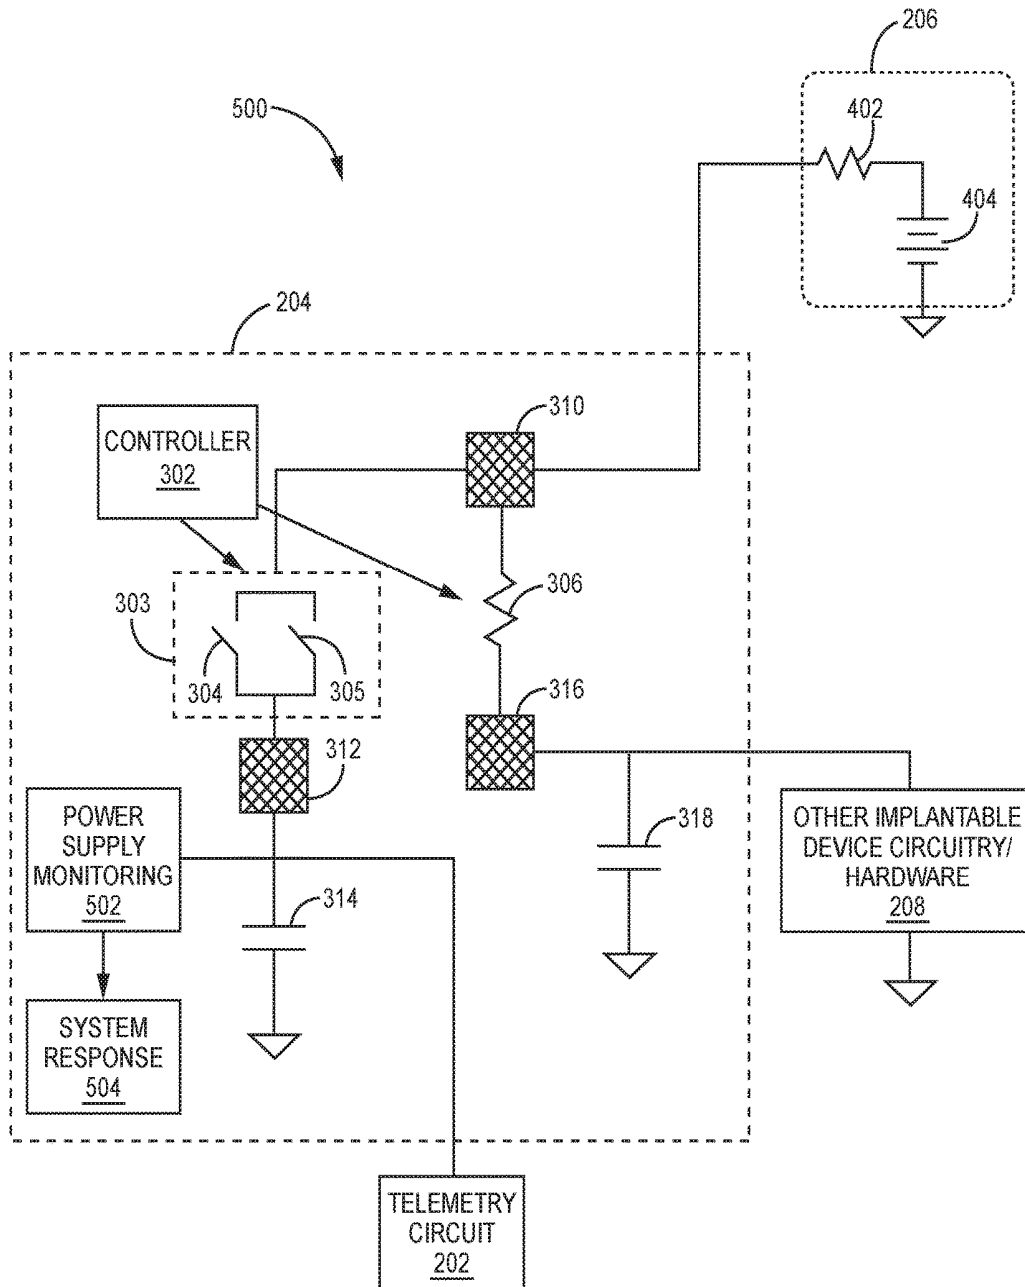 206
402
500
404
204
310
CONTROLLER
302
306
303
304
305
316
312
POWER
SUPPLY
MONITORING
502
318
OTHER IMPLANTABLE
DEVICE CIRCUITRY/
HARDWARE
208
314
SYSTEM
RESPONSE
504
TELEMETRY
CIRCUIT
202